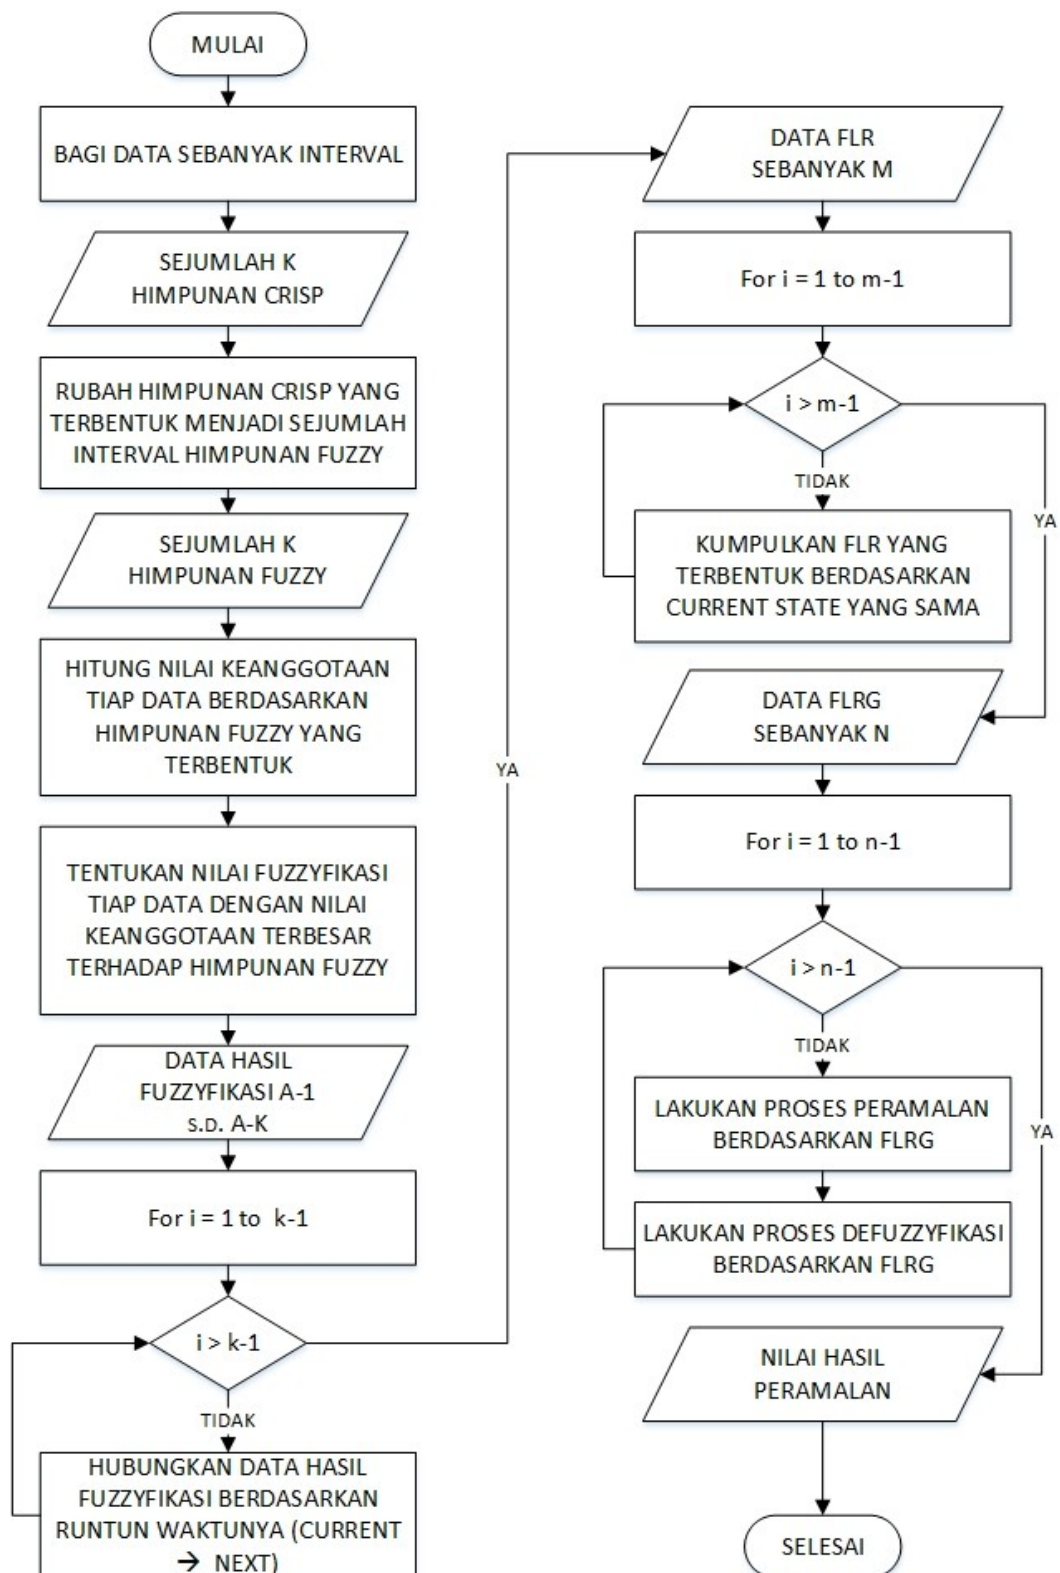 MULAI
BAGI DATA SEBANYAK INTERVAL
SEJUMLAH K
HIMPUNAN CRISP
RUBAH HIMPUNAN CRISP YANG
TERBENTUK MENJADI SEJUMLAH
INTERVAL HIMPUNAN FUZZY
SEJUMLAH K
HIMPUNAN FUZZY
HITUNG NILAI KEANGGOTAAN
TIAP DATA BERDASARKAN
HIMPUNAN FUZZY YANG
TERBENTUK
TENTUKAN NILAI FUZZYFIKASI
TIAP DATA DENGAN NILAI
KEANGGOTAAN TERBESAR
TERHADAP HIMPUNAN FUZZY
DATA HASIL
FUZZYFIKASI A-1
S.D. A-K
For i = 1 to k-1
i > k-1
TIDAK
HUBUNGKAN DATA HASIL
FUZZYFIKASI BERDASARKAN
RUNTUN WAKTUNYA (CURRENT
→ NEXT)
YA
DATA FLR
SEBANYAK M
For i = 1 to m-1
i > m-1
TIDAK
YA
KUMPULKAN FLR YANG
TERBENTUK BERDASARKAN
CURRENT STATE YANG SAMA
DATA FLRG
SEBANYAK N
For i = 1 to n-1
i > n-1
TIDAK
LAKUKAN PROSES PERAMALAN
BERDASARKAN FLRG
YA
LAKUKAN PROSES DEFUZZYFIKASI
BERDASARKAN FLRG
NILAI HASIL
PERAMALAN
SELESAI